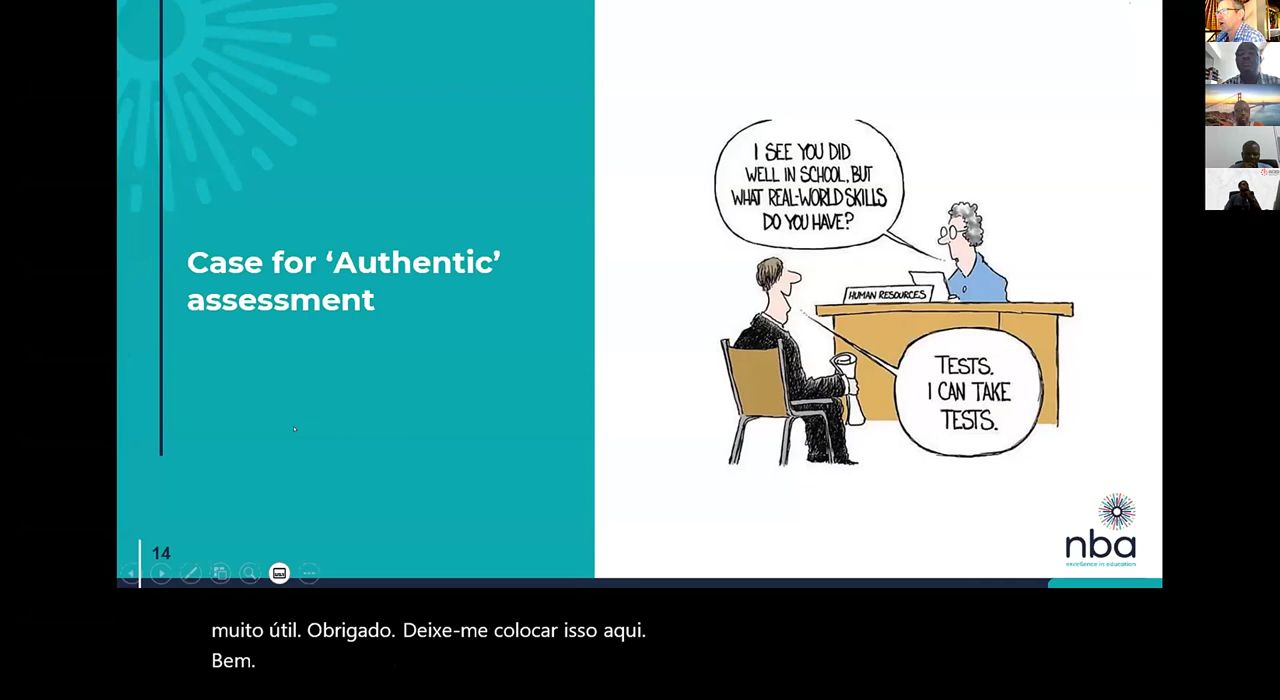 Case for ‘Authentic’
assessment
I SEE YOU DID
WELL IN SCHOOL, BUT
WHAT REAL-WORLD SKILLS
DO YOU HAVE?
HUMAN RESOURCES
TESTS.
I CAN TAKE
TESTS.
nba
excellence in education
14
muito útil. Obrigado. Deixe-me colocar isso aqui.
Bem.